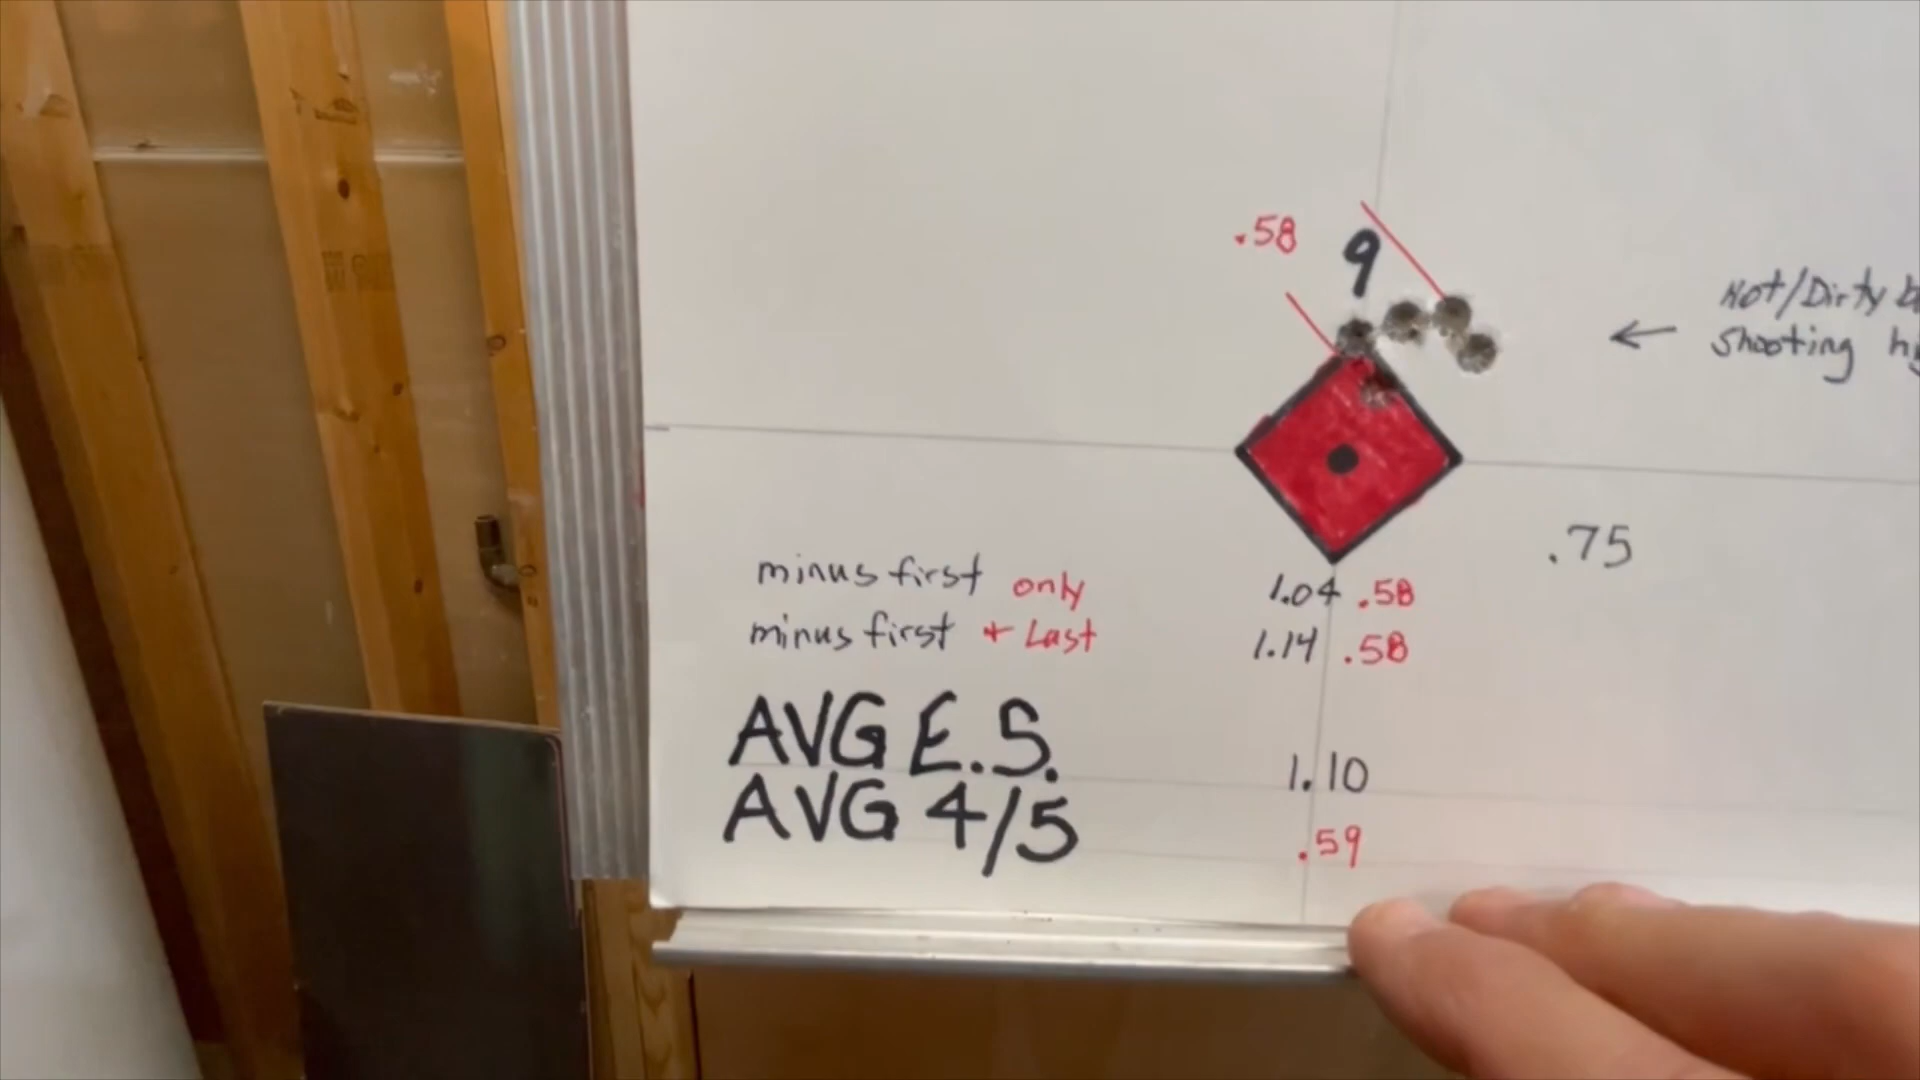 .58
9
Hot/Dirty
Shooting
.75
minus first only 1.04 .58
minus first + Last 1.14 .58
AVG E.S. 1.10
AVG 4/5 .59